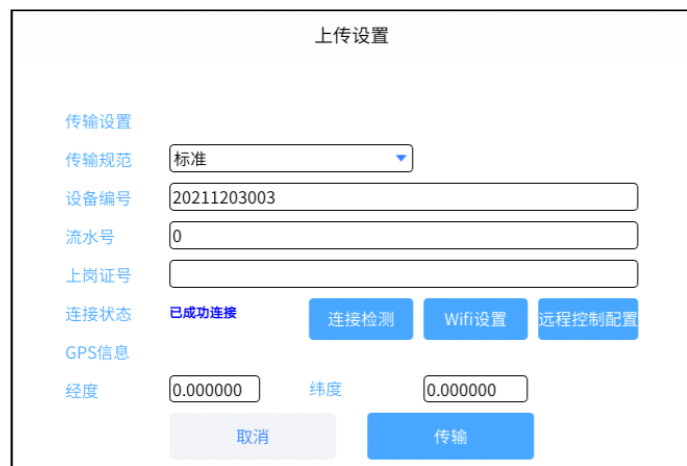 上传设置
传输设置
传输规范 标准
设备编号 20211203003
流水号 0
上岗证号
连接状态 已成功连接 连接检测 Wifi设置 远程控制配置
GPS信息
经度 0.000000 纬度 0.000000
取消 传输